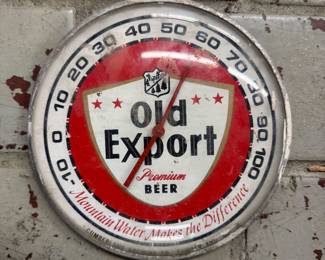 -10 0 10 20 30 40 50 60 70 80 90 100
Old
Export
Premium
BEER
Mountain Water Makes the Difference